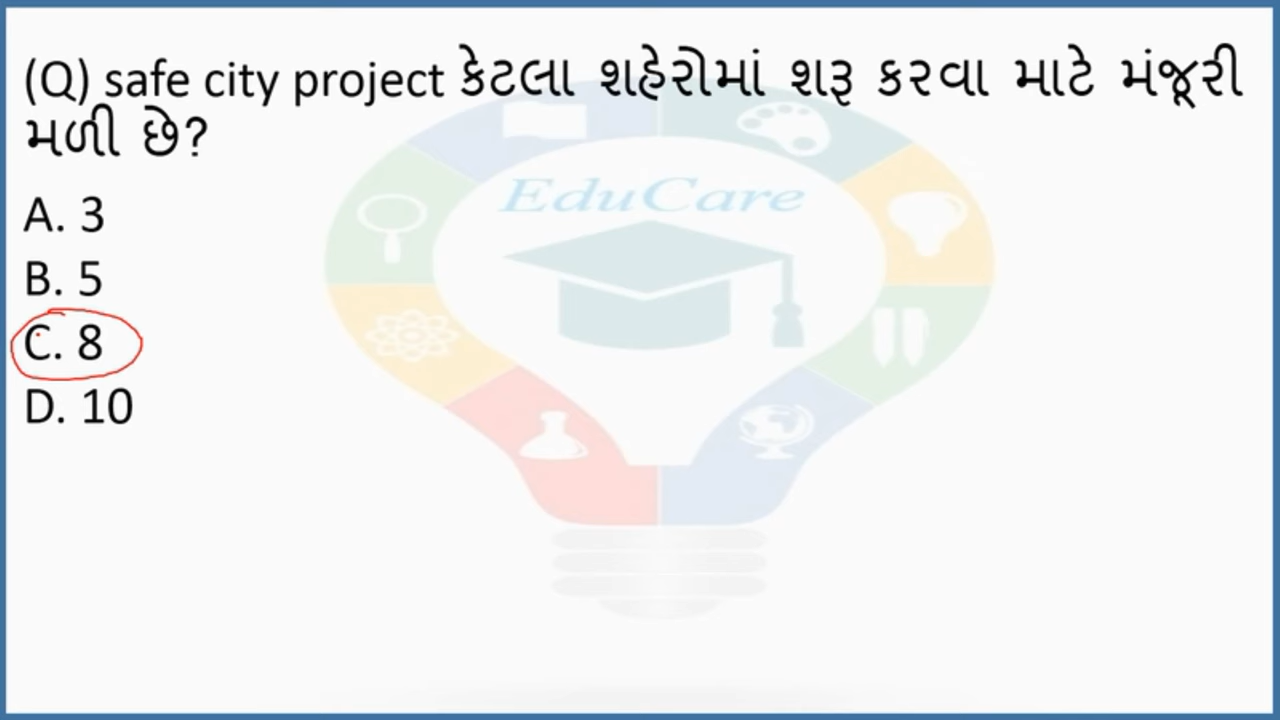 (Q) safe city project કેટલા શહેરોમાં શરૂ કરવા માટે મંજૂરી
મળી છે?
EduCare
A. 3
B. 5
C. 8
D. 10